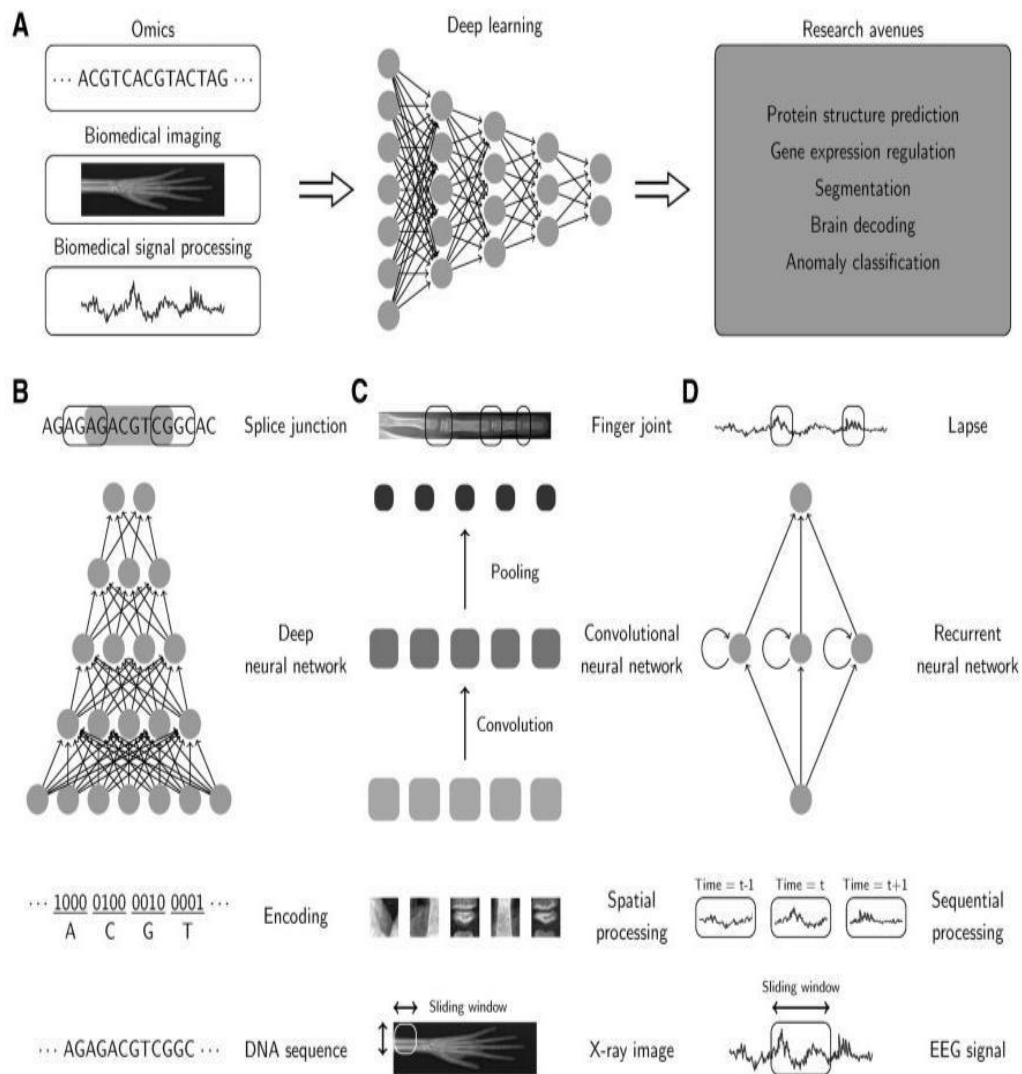 A
Omics
Deep learning
Research avenues
··· ACGTCACGTACTAG ···
Biomedical imaging
Biomedical signal processing
Protein structure prediction
Gene expression regulation
Segmentation
Brain decoding
Anomaly classification
B
AGAGAGACGTCGGCAC
Splice junction
Deep
neural network
··· 1000 0100 0010 0001 ···
A C G T
Encoding
··· AGAGACGTCGGC ···
DNA sequence
C
Finger joint
Pooling
Convolutional
neural network
Convolution
Spatial
processing
Sliding window
X-ray image
D
Lapse
Recurrent
neural network
Time = t-1 Time = t Time = t+1
Sequential
processing
Sliding window
EEG signal